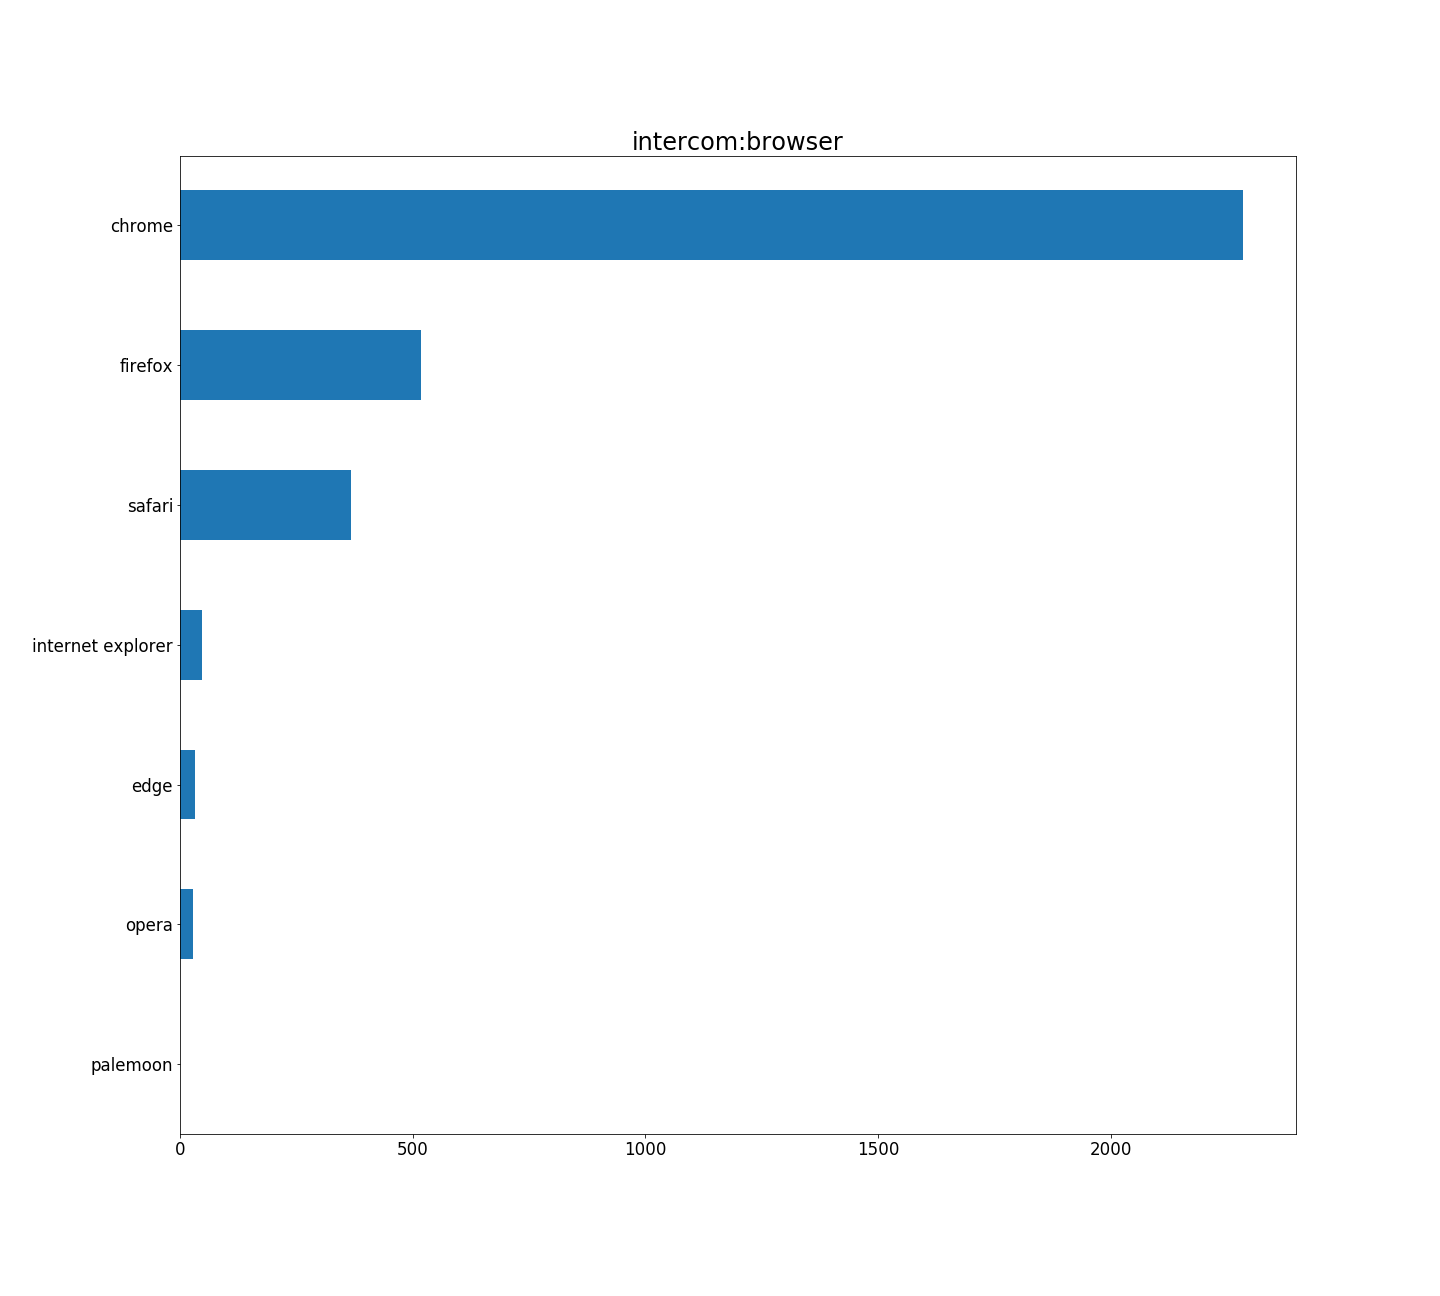 intercom:browser
chrome
firefox
safari
internet explorer
edge
opera
palemoon
0 500 1000 1500 2000